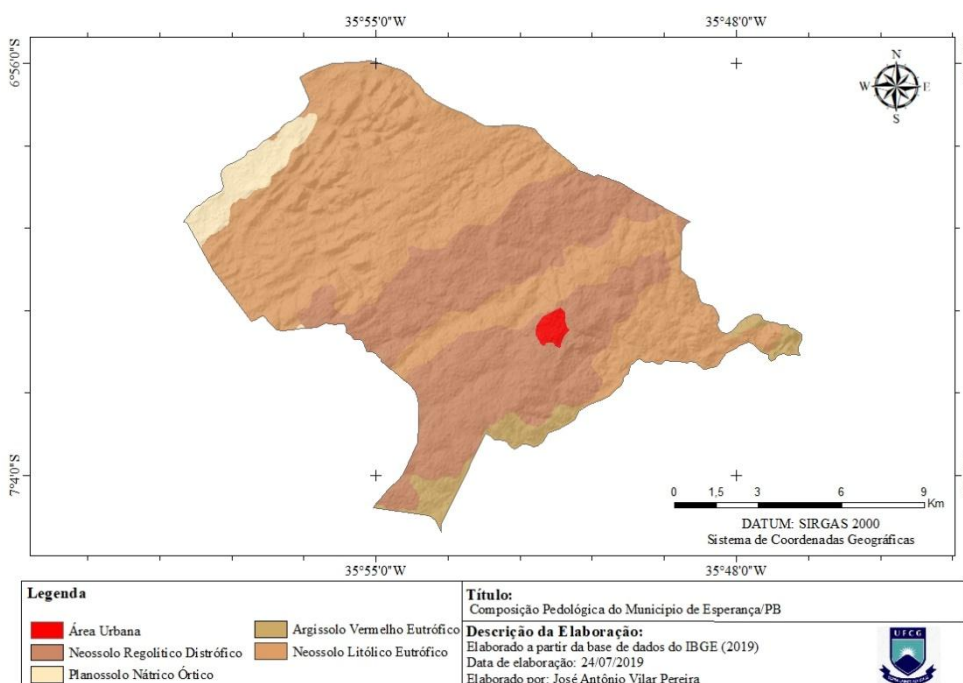 35°55'0"W 35°48'0"W
6°56'0"S
N
W E
S
7°4'0"S
0 1,5 3 6 9
Km
DATUM: SIRGAS 2000
Sistema de Coordenadas Geográficas
35°55'0"W 35°48'0"W
Legenda
Área Urbana
Neossolo Regolítico Distrófico
Planossolo Nátrico Órtico
Argissolo Vermelho Eutrófico
Neossolo Litólico Eutrófico
Título:
Composição Pedológica do Municipio de Esperança/PB
Descrição da Elaboração:
Elaborado a partir da base de dados do IBGE (2019)
Data de elaboração: 24/07/2019
Elaborado por: José Antônio Vilar Pereira
UFCG